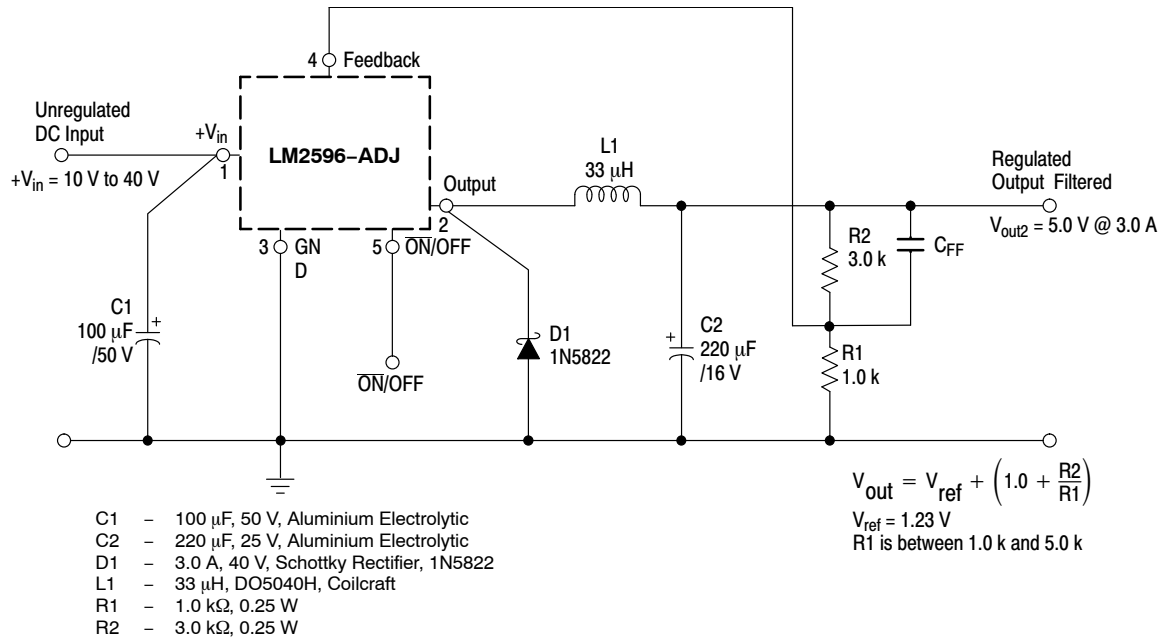 4 Feedback
Unregulated
DC Input
+Vin
1
LM2596-ADJ
+Vin = 10 V to 40 V
Output
2
L1
33 μH
Regulated
Output Filtered
Vout2 = 5.0 V @ 3.0 A
3 GN
D
5 ON/OFF
R2
3.0 k
CFF
C1
100 μF
/50 V
+
ON/OFF
D1
1N5822
+
C2
220 μF
/16 V
R1
1.0 k
Vout = Vref + (1.0 + R2/R1)
Vref = 1.23 V
R1 is between 1.0 k and 5.0 k
C1 – 100 μF, 50 V, Aluminium Electrolytic
C2 – 220 μF, 25 V, Aluminium Electrolytic
D1 – 3.0 A, 40 V, Schottky Rectifier, 1N5822
L1 – 33 μH, DO5040H, Coilcraft
R1 – 1.0 kΩ, 0.25 W
R2 – 3.0 kΩ, 0.25 W